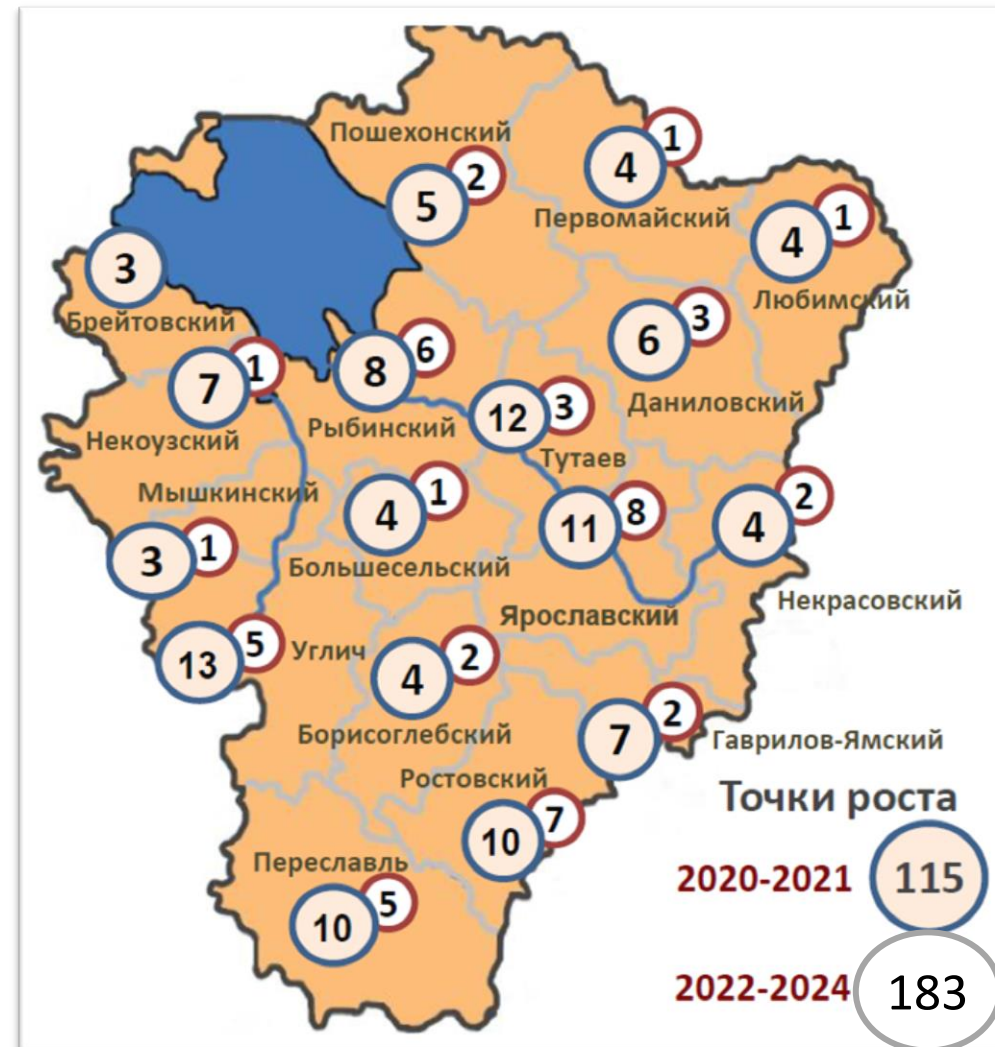 Пошехонский
5
2
4
1
Первомайский
4
1
Любимский
3
Брейтовский
6
3
Даниловский
7
1
Некоузский
8
6
Рыбинский
12
3
Тутаев
Мышкинский
3
1
4
1
Большесельский
11
8
Ярославский
4
2
Некрасовский
13
5
Углич
4
2
Борисоглебский
7
2
Гаврилов-Ямский
Ростовский
10
7
Переславль
10
5
Точки роста
2020-2021 115
2022-2024 183